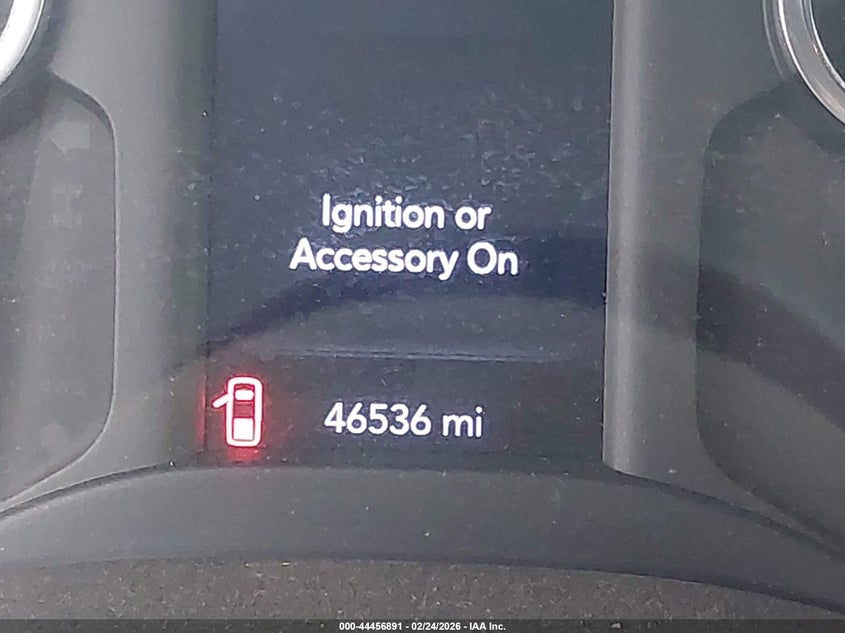 Ignition or
Accessory On
46536 mi
000-44456891 - 02/24/2026 - IAA Inc.